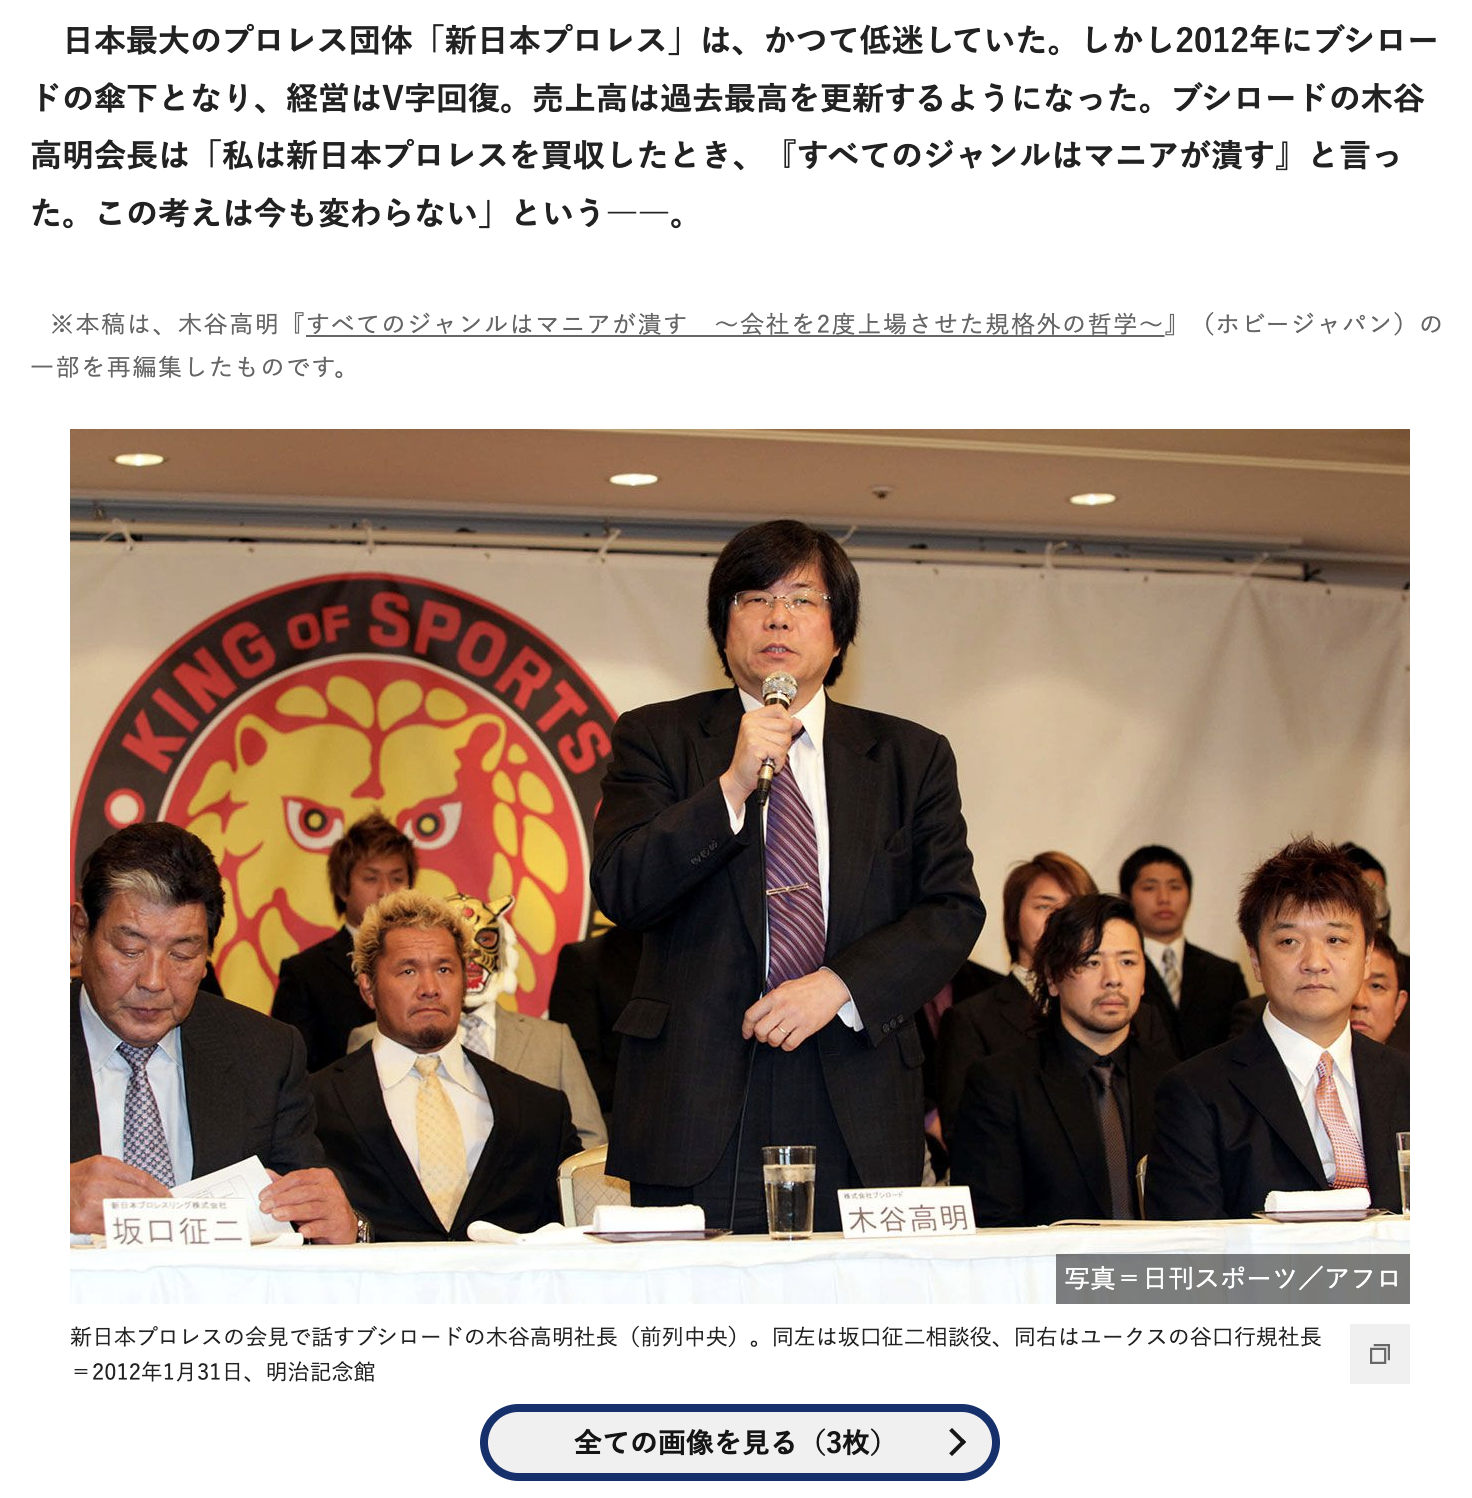 日本最大のプロレス団体「新日本プロレス」は、かつて低迷していた。しかし2012年にブシロー
ドの傘下となり、経営はV字回復。売上高は過去最高を更新するようになった。ブシロードの木谷
高明会長は「私は新日本プロレスを買収したとき、『すべてのジャンルはマニアが潰す』と言っ
た。この考えは今も変わらない」という――。
※本稿は、木谷高明『すべてのジャンルはマニアが潰す　～会社を2度上場させた規格外の哲学～』（ホビージャパン）の
一部を再編集したものです。
KING OF SPORTS
新日本プロレスリング株式会社
坂口征二
株式会社ブシロード
木谷高明
写真＝日刊スポーツ／アフロ
新日本プロレスの会見で話すブシロードの木谷高明社長（前列中央）。同左は坂口征二相談役、同右はユークスの谷口行規社長
＝2012年1月31日、明治記念館
全ての画像を見る（3枚）